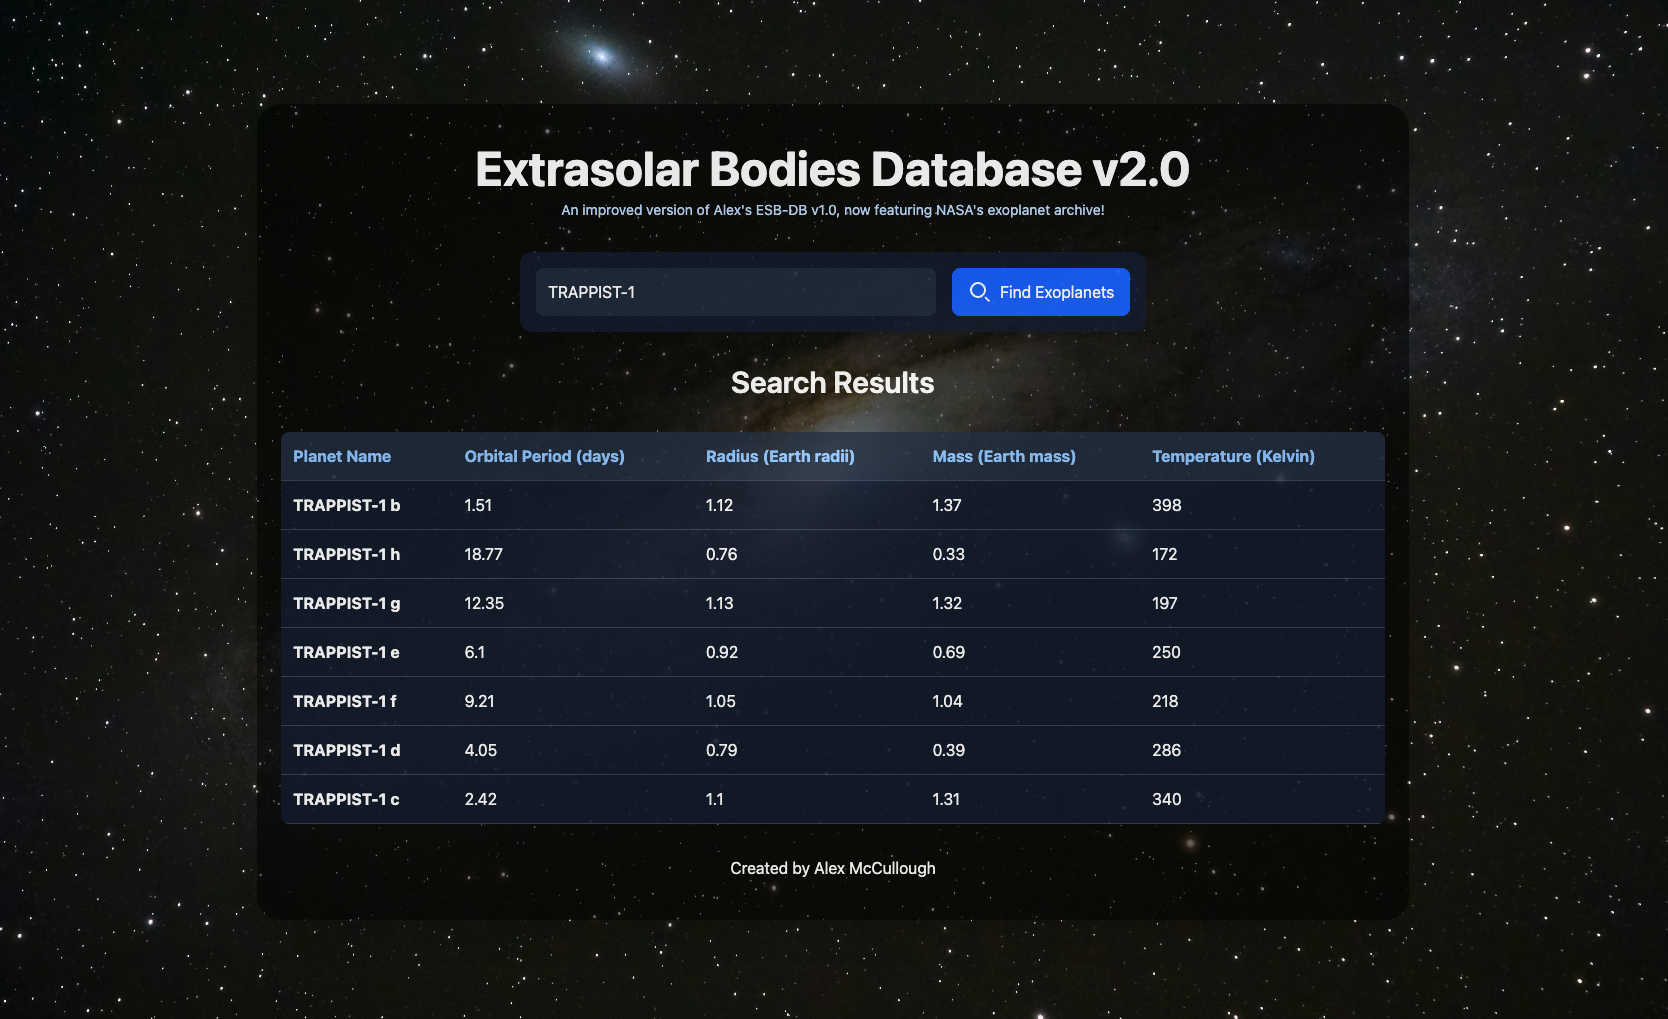 Extrasolar Bodies Database v2.0
An improved version of Alex's ESB-DB v1.0, now featuring NASA's exoplanet archive!
TRAPPIST-1 Find Exoplanets
Search Results
Planet Name Orbital Period (days) Radius (Earth radii) Mass (Earth mass) Temperature (Kelvin)
TRAPPIST-1 b 1.51 1.12 1.37 398
TRAPPIST-1 h 18.77 0.76 0.33 172
TRAPPIST-1 g 12.35 1.13 1.32 197
TRAPPIST-1 e 6.1 0.92 0.69 250
TRAPPIST-1 f 9.21 1.05 1.04 218
TRAPPIST-1 d 4.05 0.79 0.39 286
TRAPPIST-1 c 2.42 1.1 1.31 340
Created by Alex McCullough